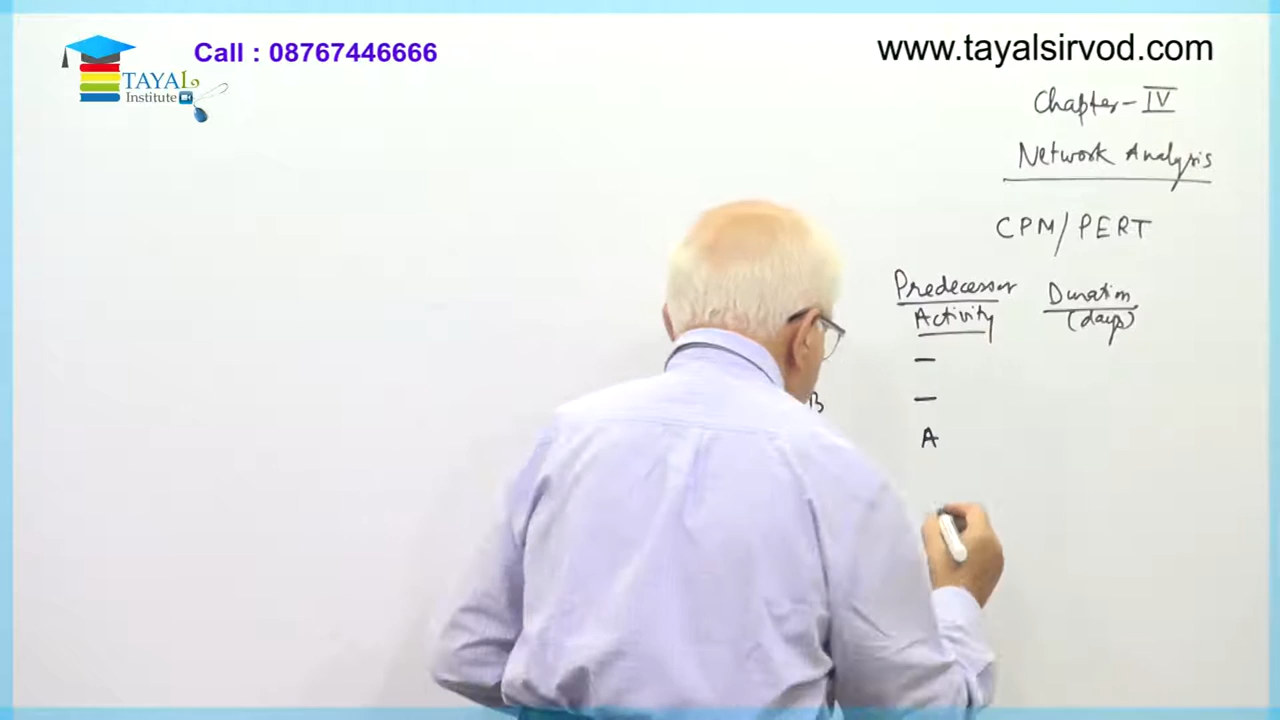 Call : 08767446666
www.tayalsirvod.com
TAYAL
Institute
Chapter - IV
Network Analysis
CPM/PERT
Predecessor Duration
Activity (days)
—
B —
A